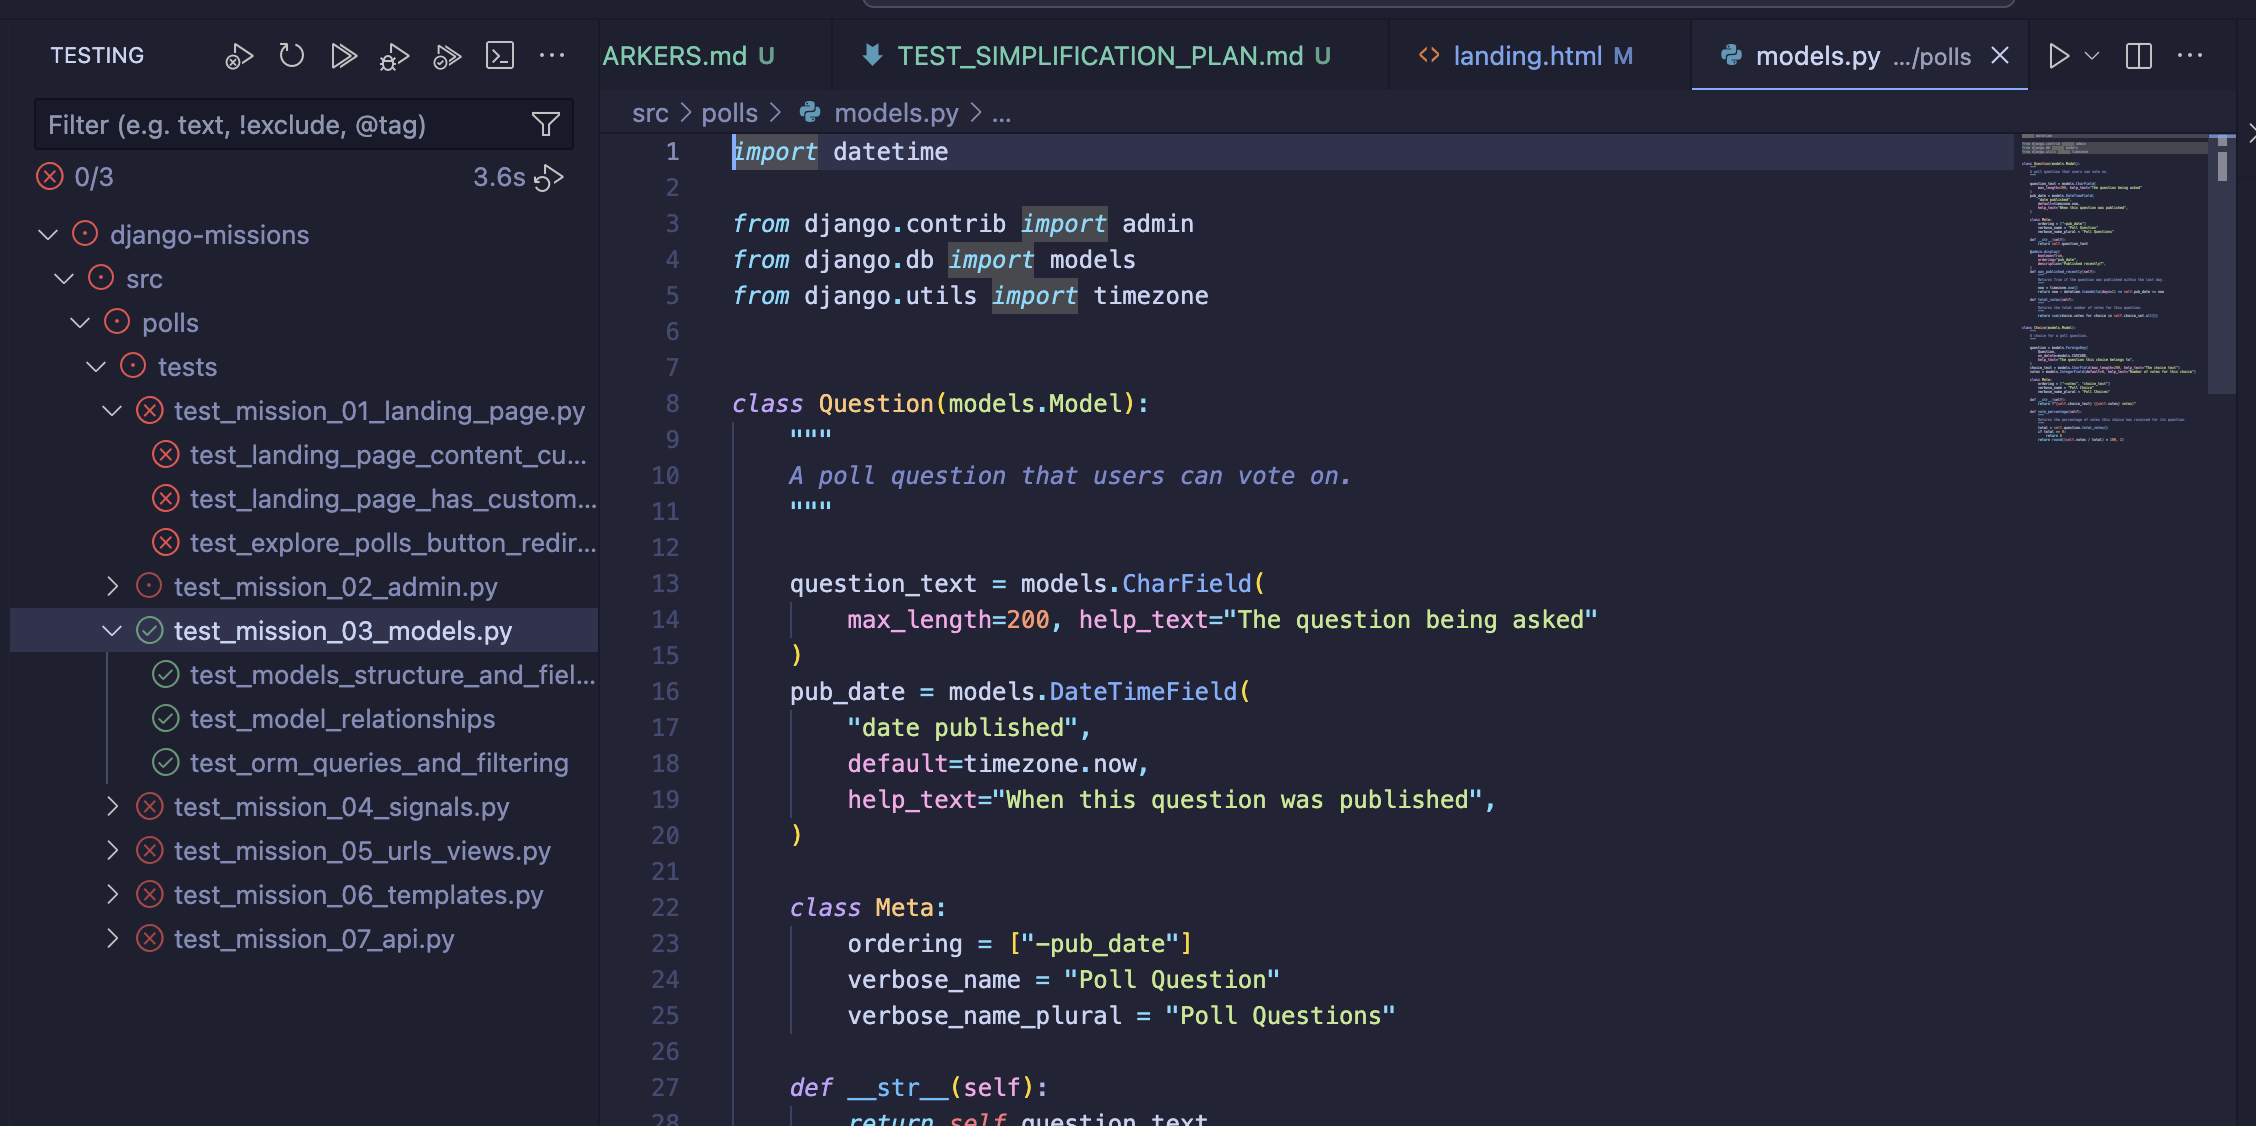 TESTING
Filter (e.g. text, !exclude, @tag)
0/3
3.6s
django-missions
src
polls
tests
test_mission_01_landing_page.py
test_landing_page_content_cu...
test_landing_page_has_custom...
test_explore_polls_button_redir...
test_mission_02_admin.py
test_mission_03_models.py
test_models_structure_and_fiel...
test_model_relationships
test_orm_queries_and_filtering
test_mission_04_signals.py
test_mission_05_urls_views.py
test_mission_06_templates.py
test_mission_07_api.py
ARKERS.md U
TEST_SIMPLIFICATION_PLAN.md U
<> landing.html M
models.py .../polls
src > polls > models.py > ...
1 import datetime
2
3 from django.contrib import admin
4 from django.db import models
5 from django.utils import timezone
6
7
8 class Question(models.Model):
9 """
10 A poll question that users can vote on.
11 """
12
13 question_text = models.CharField(
14 max_length=200, help_text="The question being asked"
15 )
16 pub_date = models.DateTimeField(
17 "date published",
18 default=timezone.now,
19 help_text="When this question was published",
20 )
21
22 class Meta:
23 ordering = ["-pub_date"]
24 verbose_name = "Poll Question"
25 verbose_name_plural = "Poll Questions"
26
27 def __str__(self):
28 return self.question_text